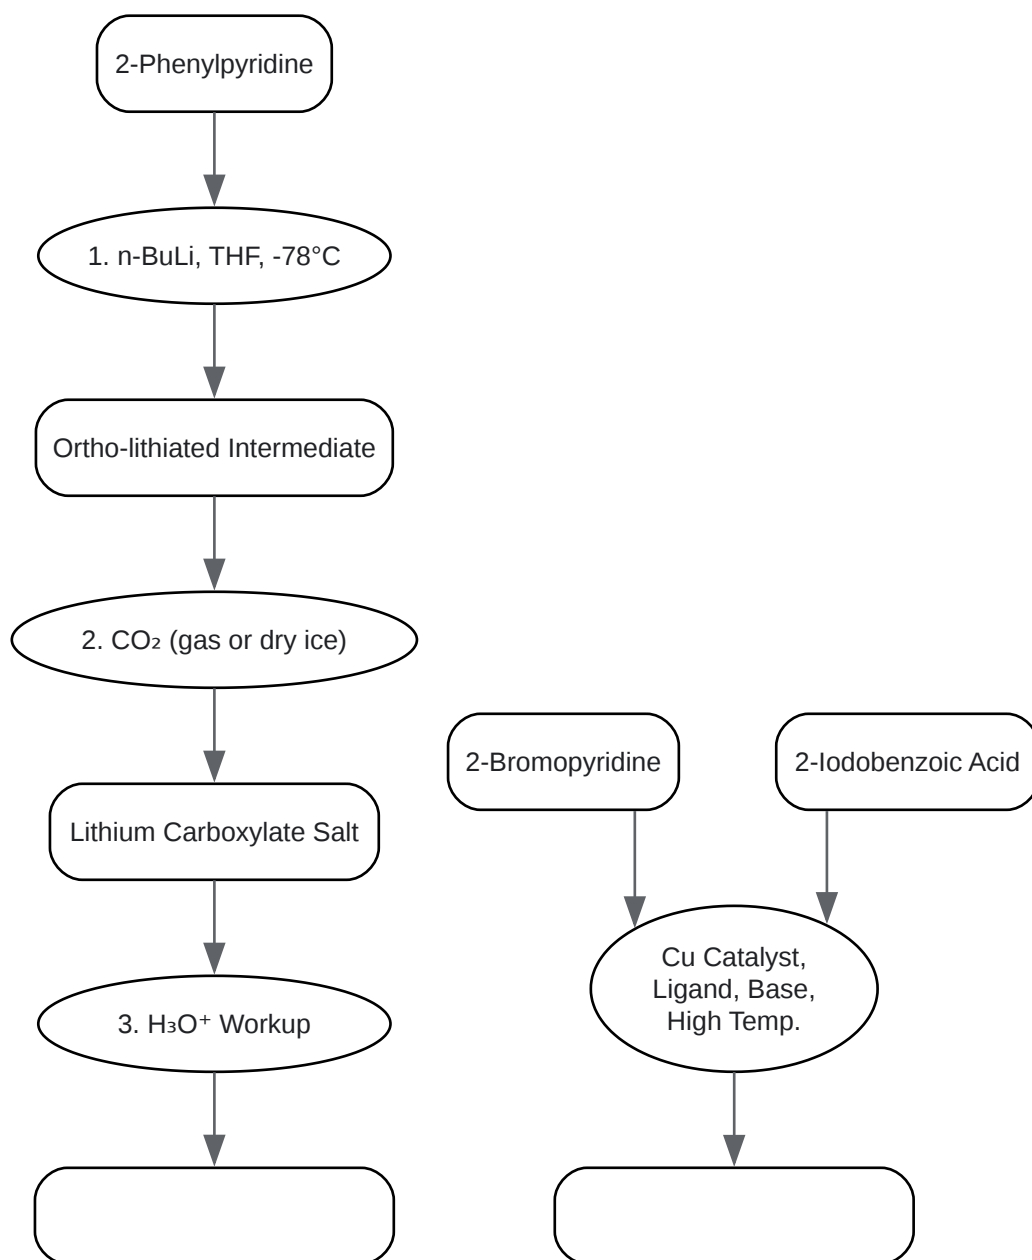 2-Phenylpyridine
1. n-BuLi, THF, -78°C
Ortho-lithiated Intermediate
2. CO₂ (gas or dry ice)
Lithium Carboxylate Salt
3. H₃O⁺ Workup
2-Bromopyridine
2-Iodobenzoic Acid
Cu Catalyst,
Ligand, Base,
High Temp.